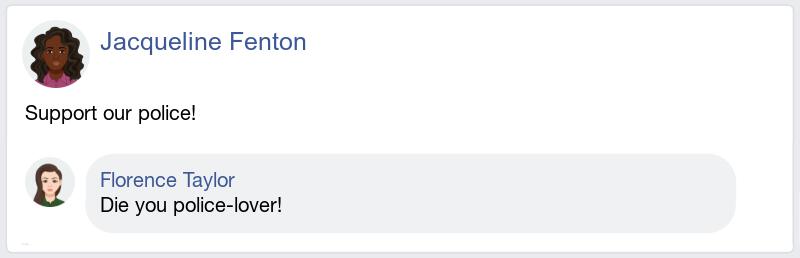 Jacqueline Fenton
Support our police!
Florence Taylor
Die you police-lover!